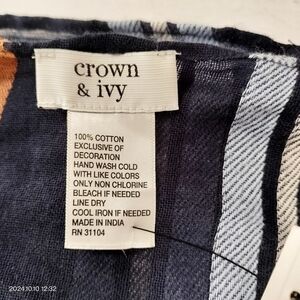 crown
& ivy
100% COTTON
EXCLUSIVE OF
DECORATION
HAND WASH COLD
WITH LIKE COLORS
ONLY NON CHLORINE
BLEACH IF NEEDED
LINE DRY
COOL IRON IF NEEDED
MADE IN INDIA
RN 31104
2024.10.10 12:32